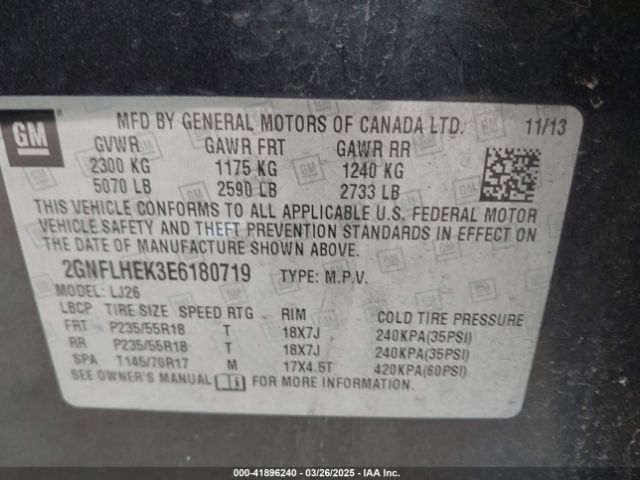 GM
MFD BY GENERAL MOTORS OF CANADA LTD. 11/13
GVWR GAWR FRT GAWR RR
2300 KG 1175 KG 1240 KG
5070 LB 2590 LB 2733 LB
THIS VEHICLE CONFORMS TO ALL APPLICABLE U.S. FEDERAL MOTOR
VEHICLE SAFETY AND THEFT PREVENTION STANDARDS IN EFFECT ON
THE DATE OF MANUFACTURE SHOWN ABOVE.
2GNFLHEK3E6180719 TYPE: M.P.V.
MODEL: LJ26
LBCP TIRE SIZE SPEED RTG RIM COLD TIRE PRESSURE
FRT P235/55R18 T 18X7J 240KPA(35PSI)
RR P235/55R18 T 18X7J 240KPA(35PSI)
SPA T145/70R17 M 17X4.5T 420KPA(60PSI)
SEE OWNER'S MANUAL FOR MORE INFORMATION.
000-41896240 - 03/26/2025 - IAA Inc.